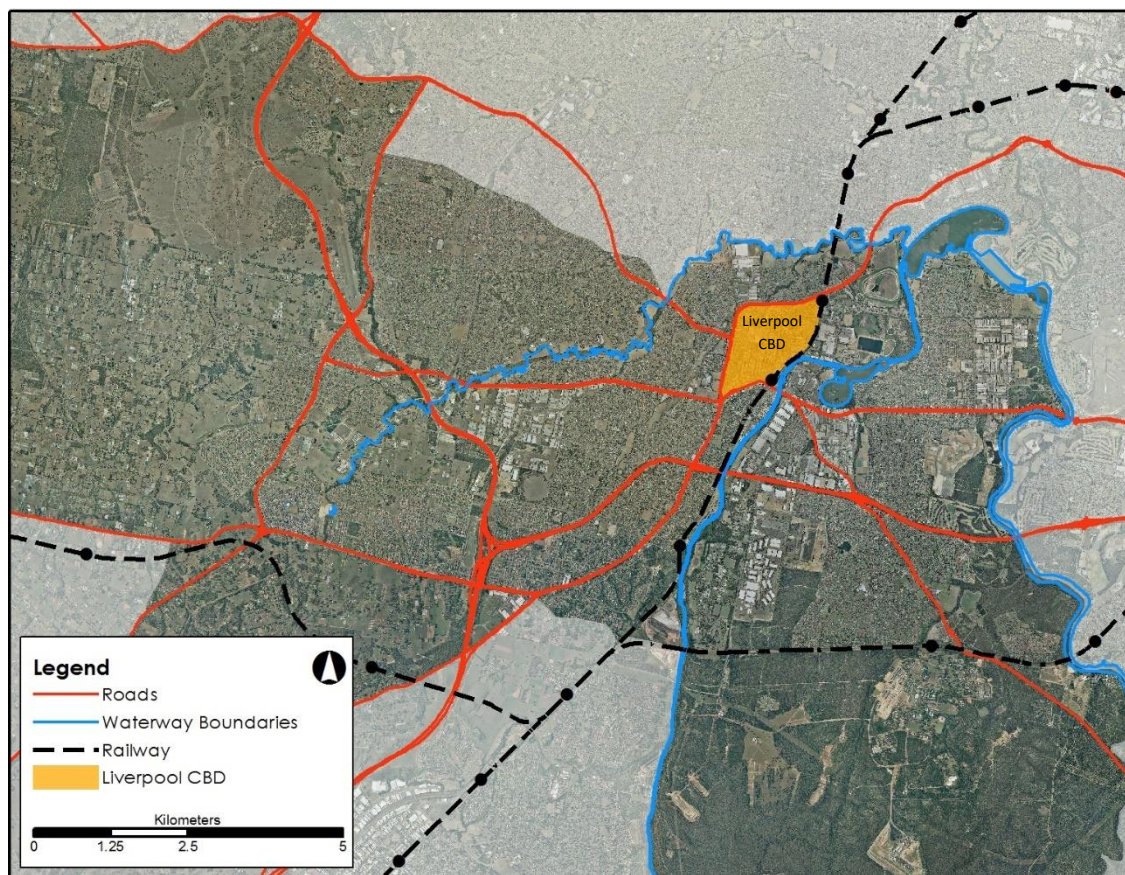 Liverpool
CBD
Legend
Roads
Waterway Boundaries
Railway
Liverpool CBD
Kilometers
0 1.25 2.5 5